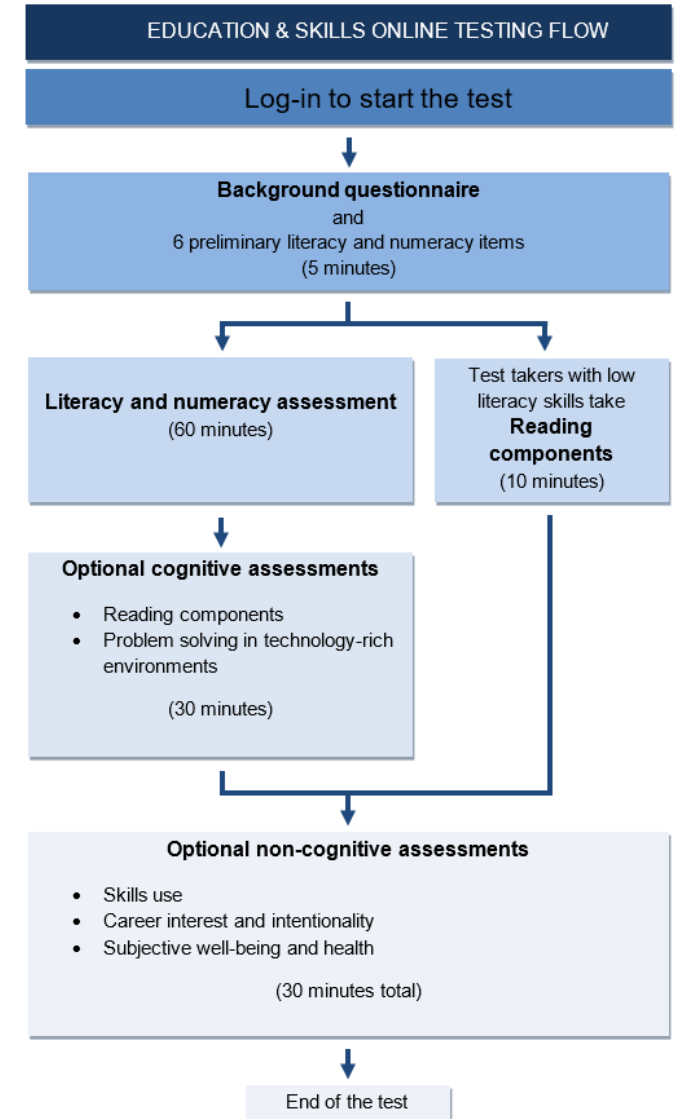 EDUCATION & SKILLS ONLINE TESTING FLOW
Log-in to start the test
Background questionnaire
and
6 preliminary literacy and numeracy items
(5 minutes)
Literacy and numeracy assessment
(60 minutes)
Test takers with low
literacy skills take
Reading
components
(10 minutes)
Optional cognitive assessments
• Reading components
• Problem solving in technology-rich
environments
(30 minutes)
Optional non-cognitive assessments
• Skills use
• Career interest and intentionality
• Subjective well-being and health
(30 minutes total)
End of the test